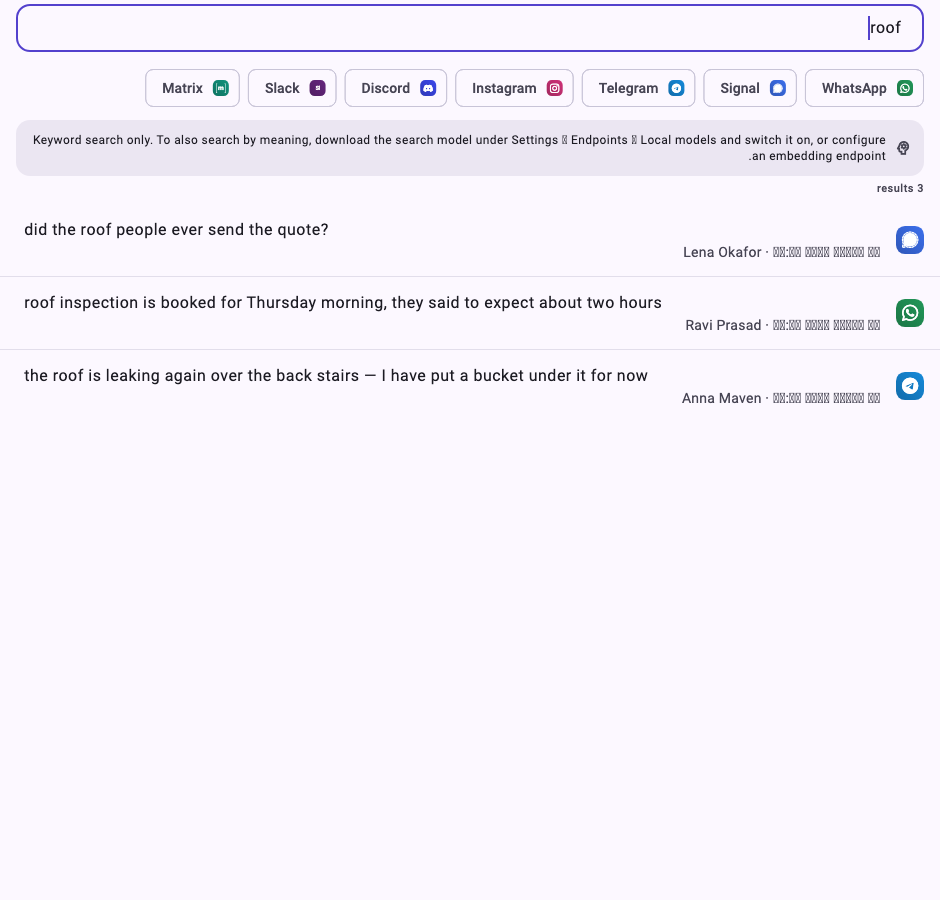 roof
WhatsApp
Signal
Telegram
Instagram
Discord
Slack
Matrix
Keyword search only. To also search by meaning, download the search model under Settings Endpoints Local models and switch it on, or configure
an embedding endpoint.
results 3
did the roof people ever send the quote?
Lena Okafor ·
roof inspection is booked for Thursday morning, they said to expect about two hours
Ravi Prasad ·
the roof is leaking again over the back stairs — I have put a bucket under it for now
Anna Maven ·